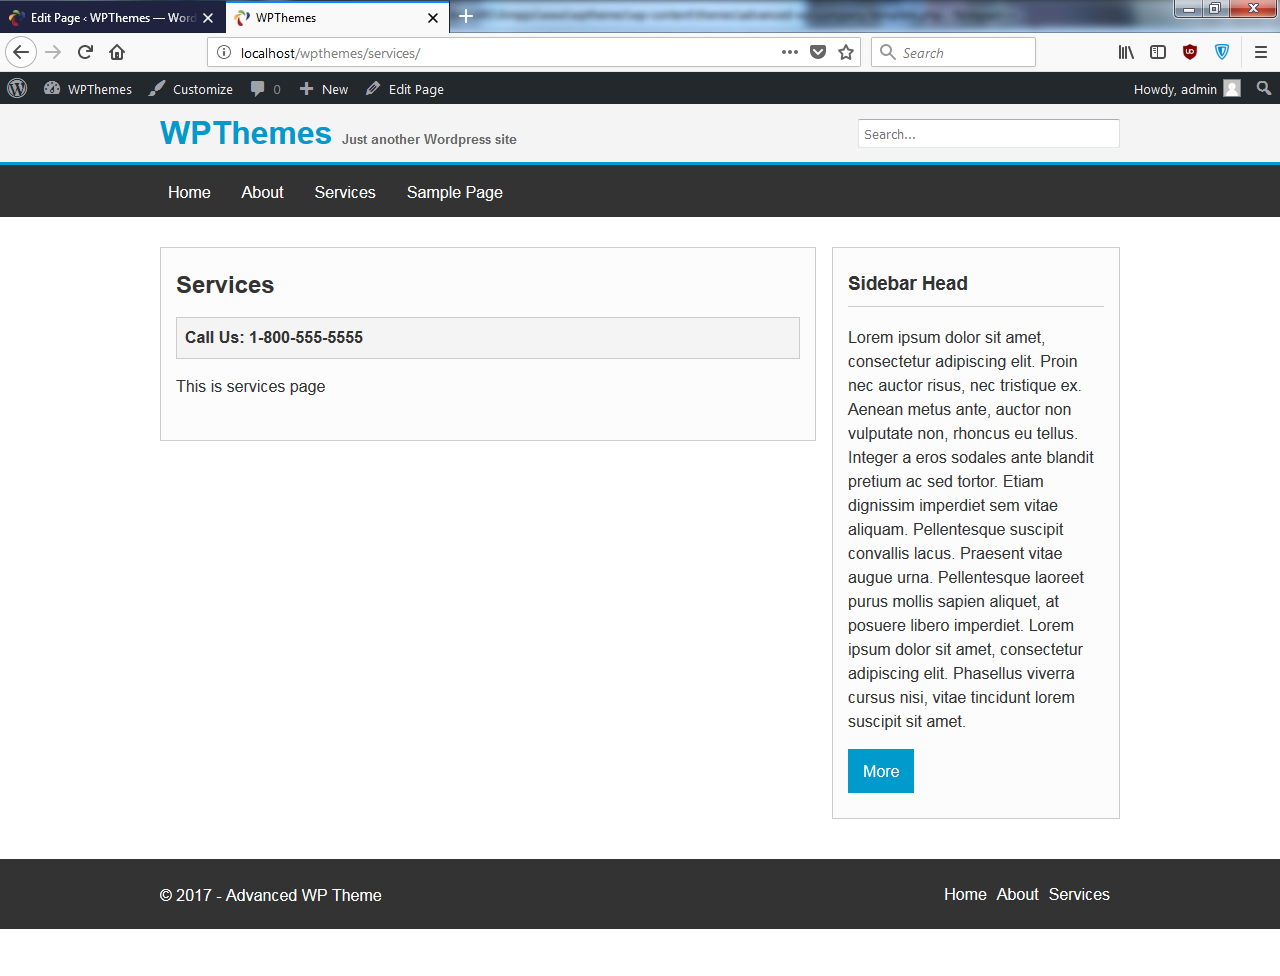 Edit Page ‹ WPThemes — Word
WPThemes
localhost/wpthemes/services/
Search
WPThemes
Customize
0
New
Edit Page
Howdy, admin
WPThemes
Just another Wordpress site
Search...
Home
About
Services
Sample Page
Services
Call Us: 1-800-555-5555
This is services page
Sidebar Head
Lorem ipsum dolor sit amet,
consectetur adipiscing elit. Proin
nec auctor risus, nec tristique ex.
Aenean metus ante, auctor non
vulputate non, rhoncus eu tellus.
Integer a eros sodales ante blandit
pretium ac sed tortor. Etiam
dignissim imperdiet sem vitae
aliquam. Pellentesque suscipit
convallis lacus. Praesent vitae
augue urna. Pellentesque laoreet
purus mollis sapien aliquet, at
posuere libero imperdiet. Lorem
ipsum dolor sit amet, consectetur
adipiscing elit. Phasellus viverra
cursus nisi, vitae tincidunt lorem
suscipit sit amet.
More
© 2017 - Advanced WP Theme
Home
About
Services